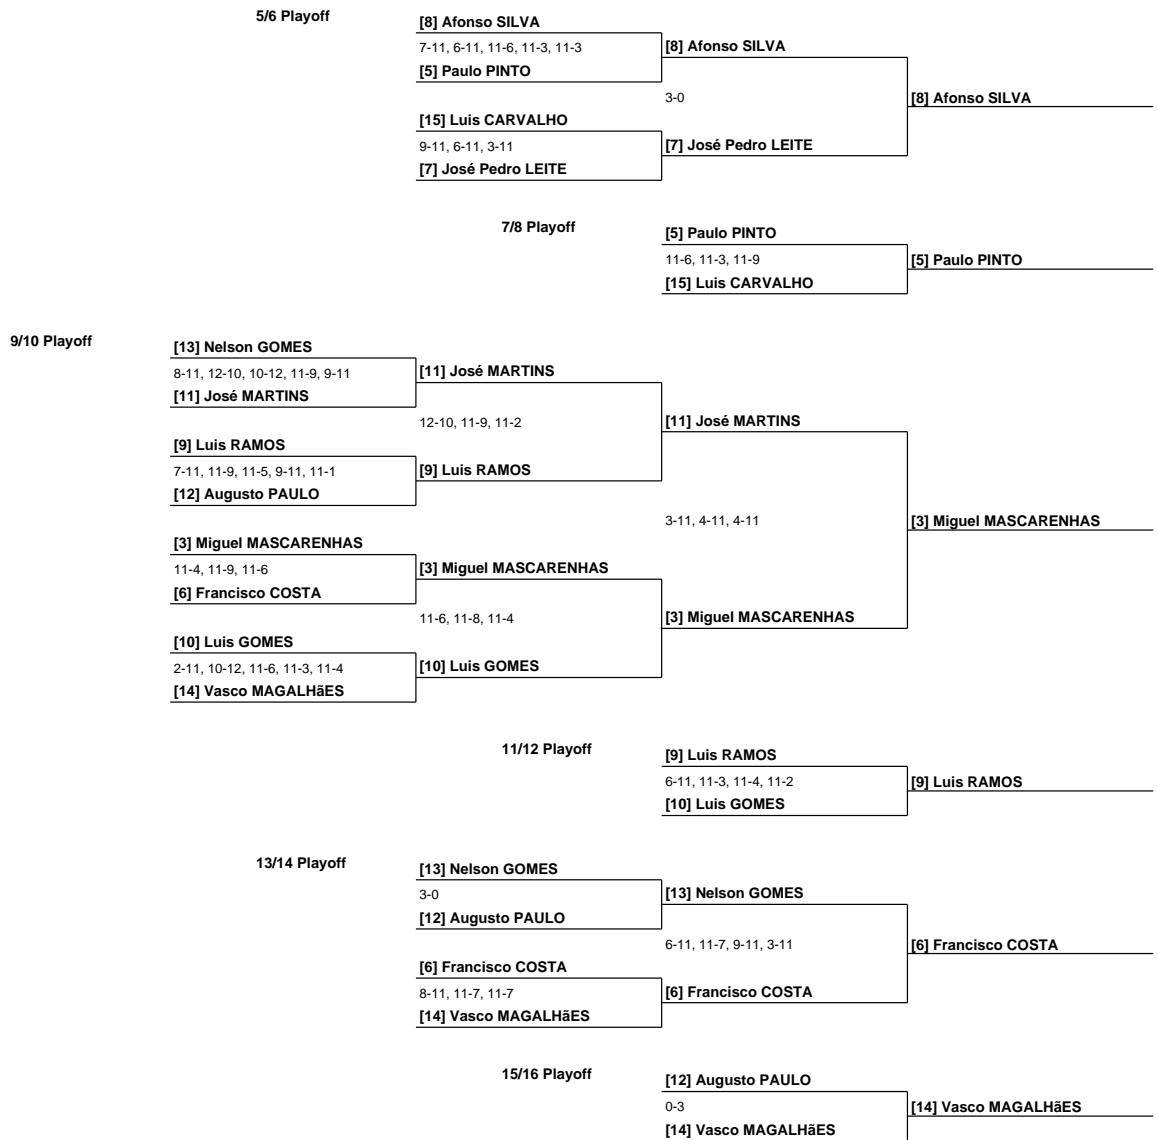 5/6 Playoff
[8] Afonso SILVA
7-11, 6-11, 11-6, 11-3, 11-3
[5] Paulo PINTO
[8] Afonso SILVA
3-0
[8] Afonso SILVA
[15] Luis CARVALHO
9-11, 6-11, 3-11
[7] José Pedro LEITE
[7] José Pedro LEITE
7/8 Playoff
[5] Paulo PINTO
11-6, 11-3, 11-9
[15] Luis CARVALHO
[5] Paulo PINTO
9/10 Playoff
[13] Nelson GOMES
8-11, 12-10, 10-12, 11-9, 9-11
[11] José MARTINS
[11] José MARTINS
12-10, 11-9, 11-2
[11] José MARTINS
[9] Luis RAMOS
7-11, 11-9, 11-5, 9-11, 11-1
[12] Augusto PAULO
[9] Luis RAMOS
3-11, 4-11, 4-11
[3] Miguel MASCARENHAS
[3] Miguel MASCARENHAS
11-4, 11-9, 11-6
[6] Francisco COSTA
[3] Miguel MASCARENHAS
11-6, 11-8, 11-4
[3] Miguel MASCARENHAS
[10] Luis GOMES
2-11, 10-12, 11-6, 11-3, 11-4
[14] Vasco MAGALHãES
[10] Luis GOMES
11/12 Playoff
[9] Luis RAMOS
6-11, 11-3, 11-4, 11-2
[10] Luis GOMES
[9] Luis RAMOS
13/14 Playoff
[13] Nelson GOMES
3-0
[12] Augusto PAULO
[13] Nelson GOMES
6-11, 11-7, 9-11, 3-11
[6] Francisco COSTA
[6] Francisco COSTA
8-11, 11-7, 11-7
[14] Vasco MAGALHãES
[6] Francisco COSTA
15/16 Playoff
[12] Augusto PAULO
0-3
[14] Vasco MAGALHãES
[14] Vasco MAGALHãES